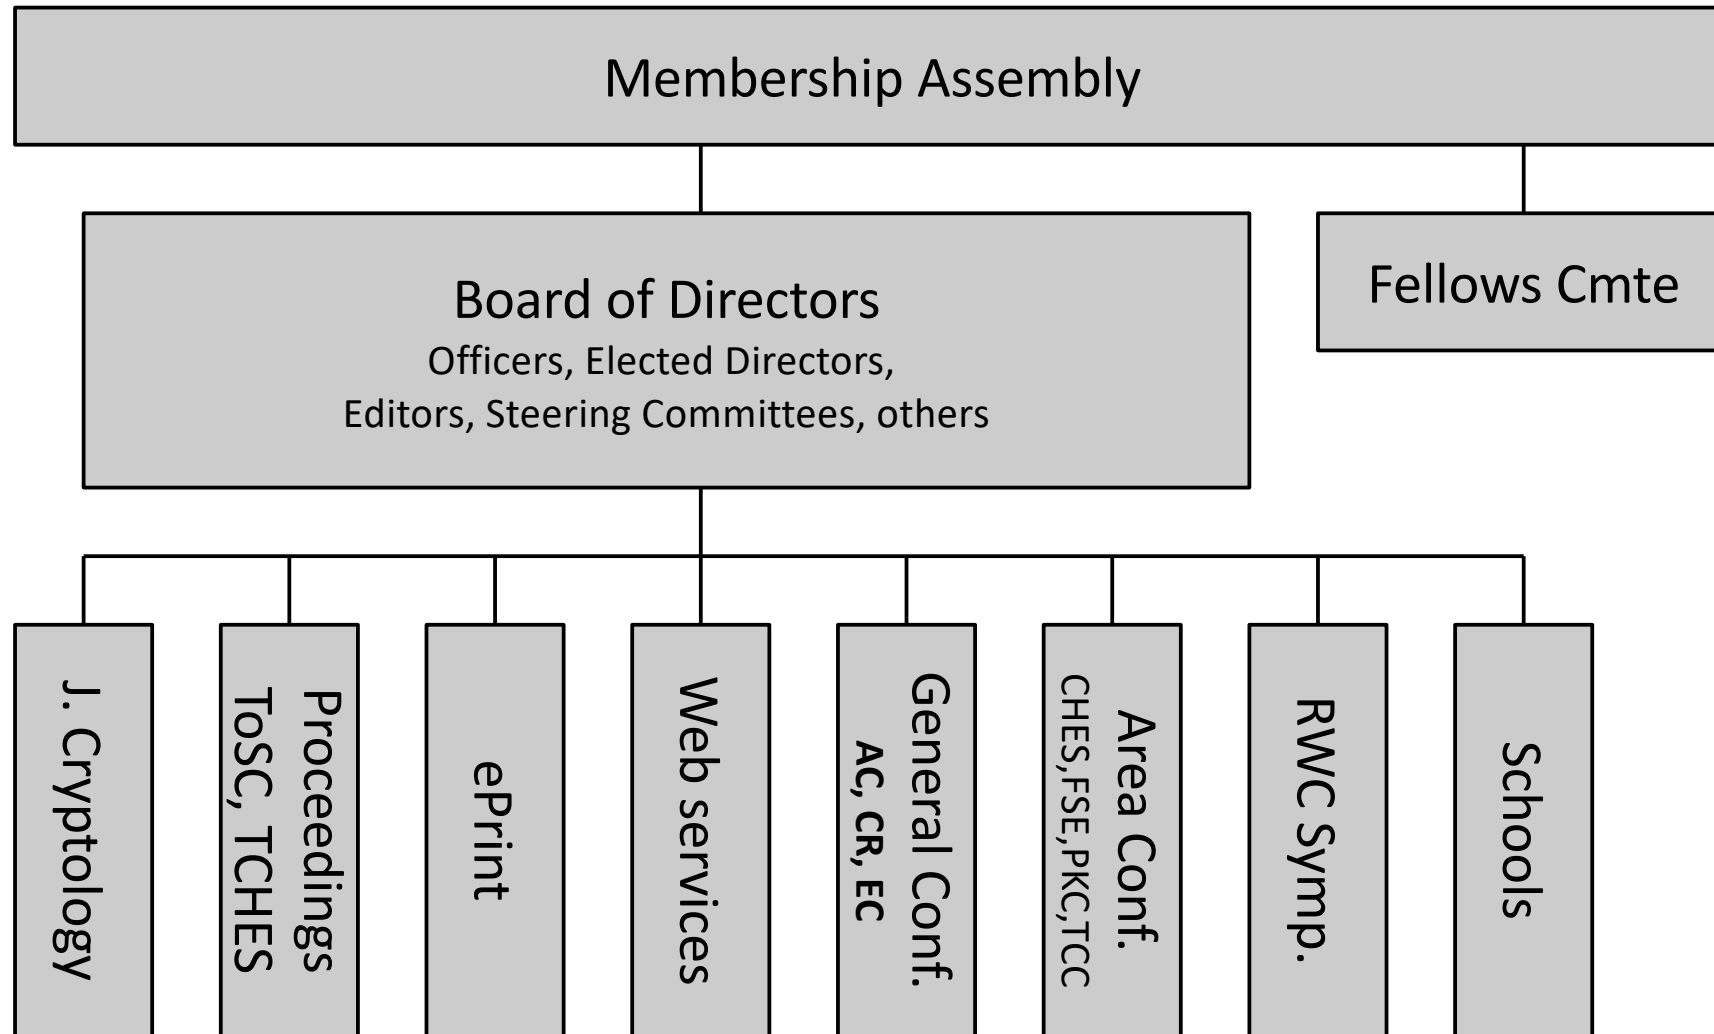 Membership Assembly
Board of Directors
Officers, Elected Directors,
Editors, Steering Committees, others
Fellows Cmte
J. Cryptology
Proceedings
ToSC, TCHES
ePrint
Web services
General Conf.
AC, CR, EC
Area Conf.
CHES,FSE,PKC,TCC
RWC Symp.
Schools